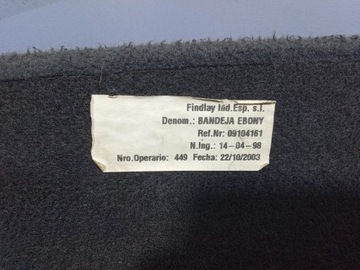 Findlay Ind.Esp. s.l.
Denom.: BANDEJA EBONY
Ref.Nr: 09104161
N.Ing.: 14-04-98
Nro.Operario: 449 Fecha: 22/10/2003